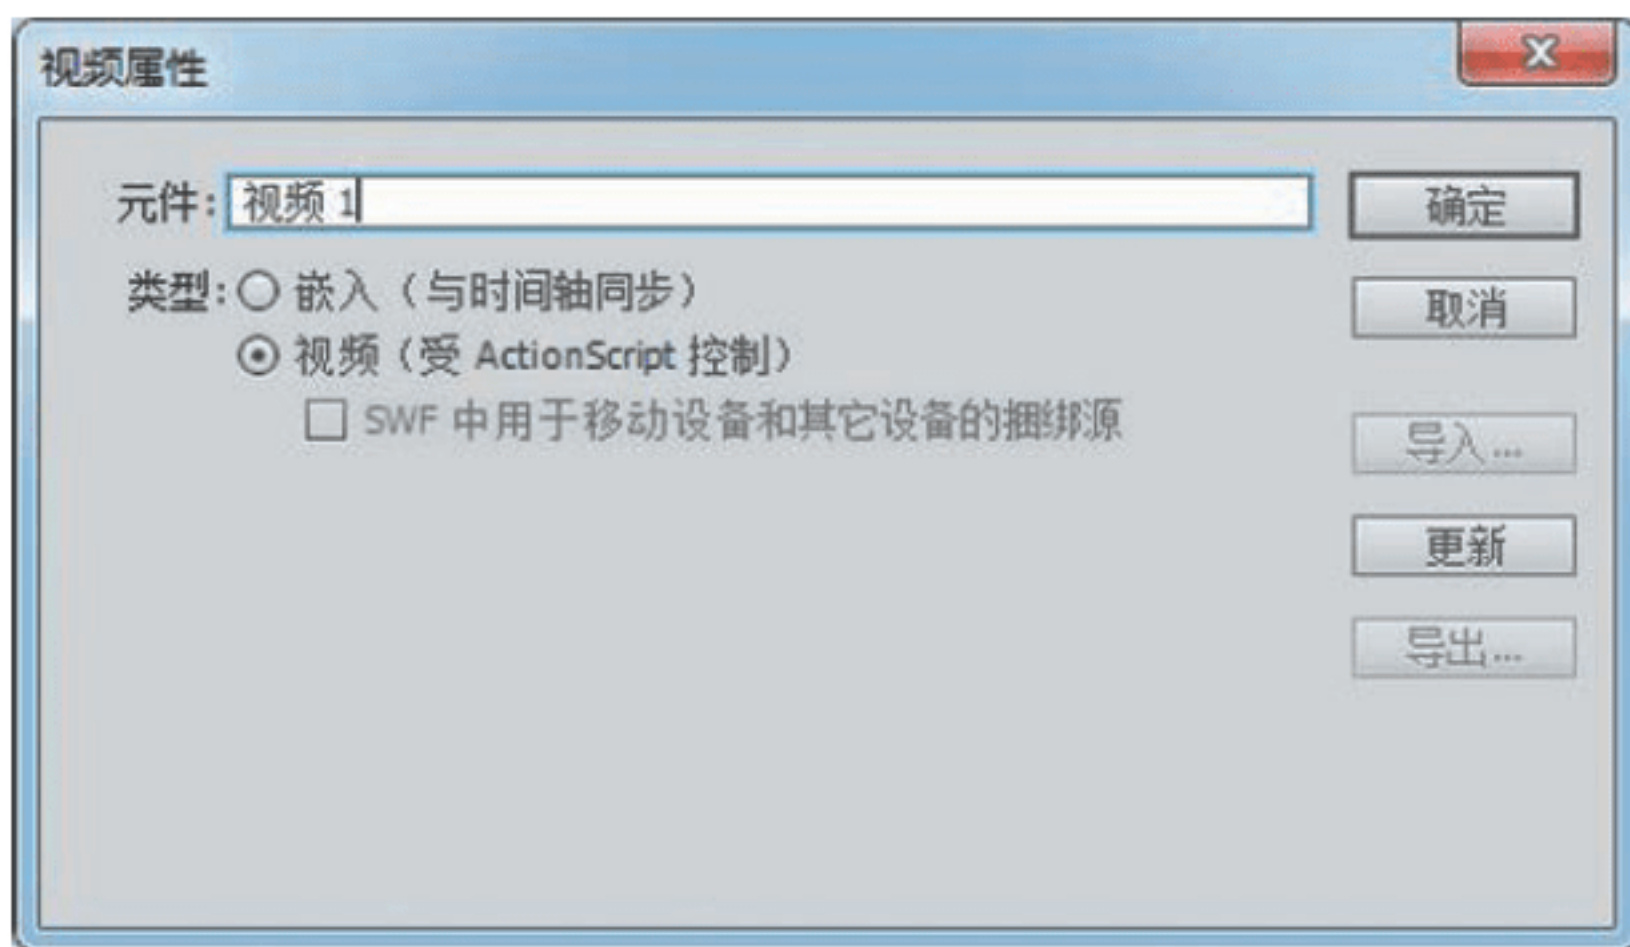 视频属性
元件: 视频 1
确定
类型: 嵌入（与时间轴同步）
取消
视频（受 ActionScript 控制）
SWF 中用于移动设备和其它设备的捆绑源
导入...
更新
导出...